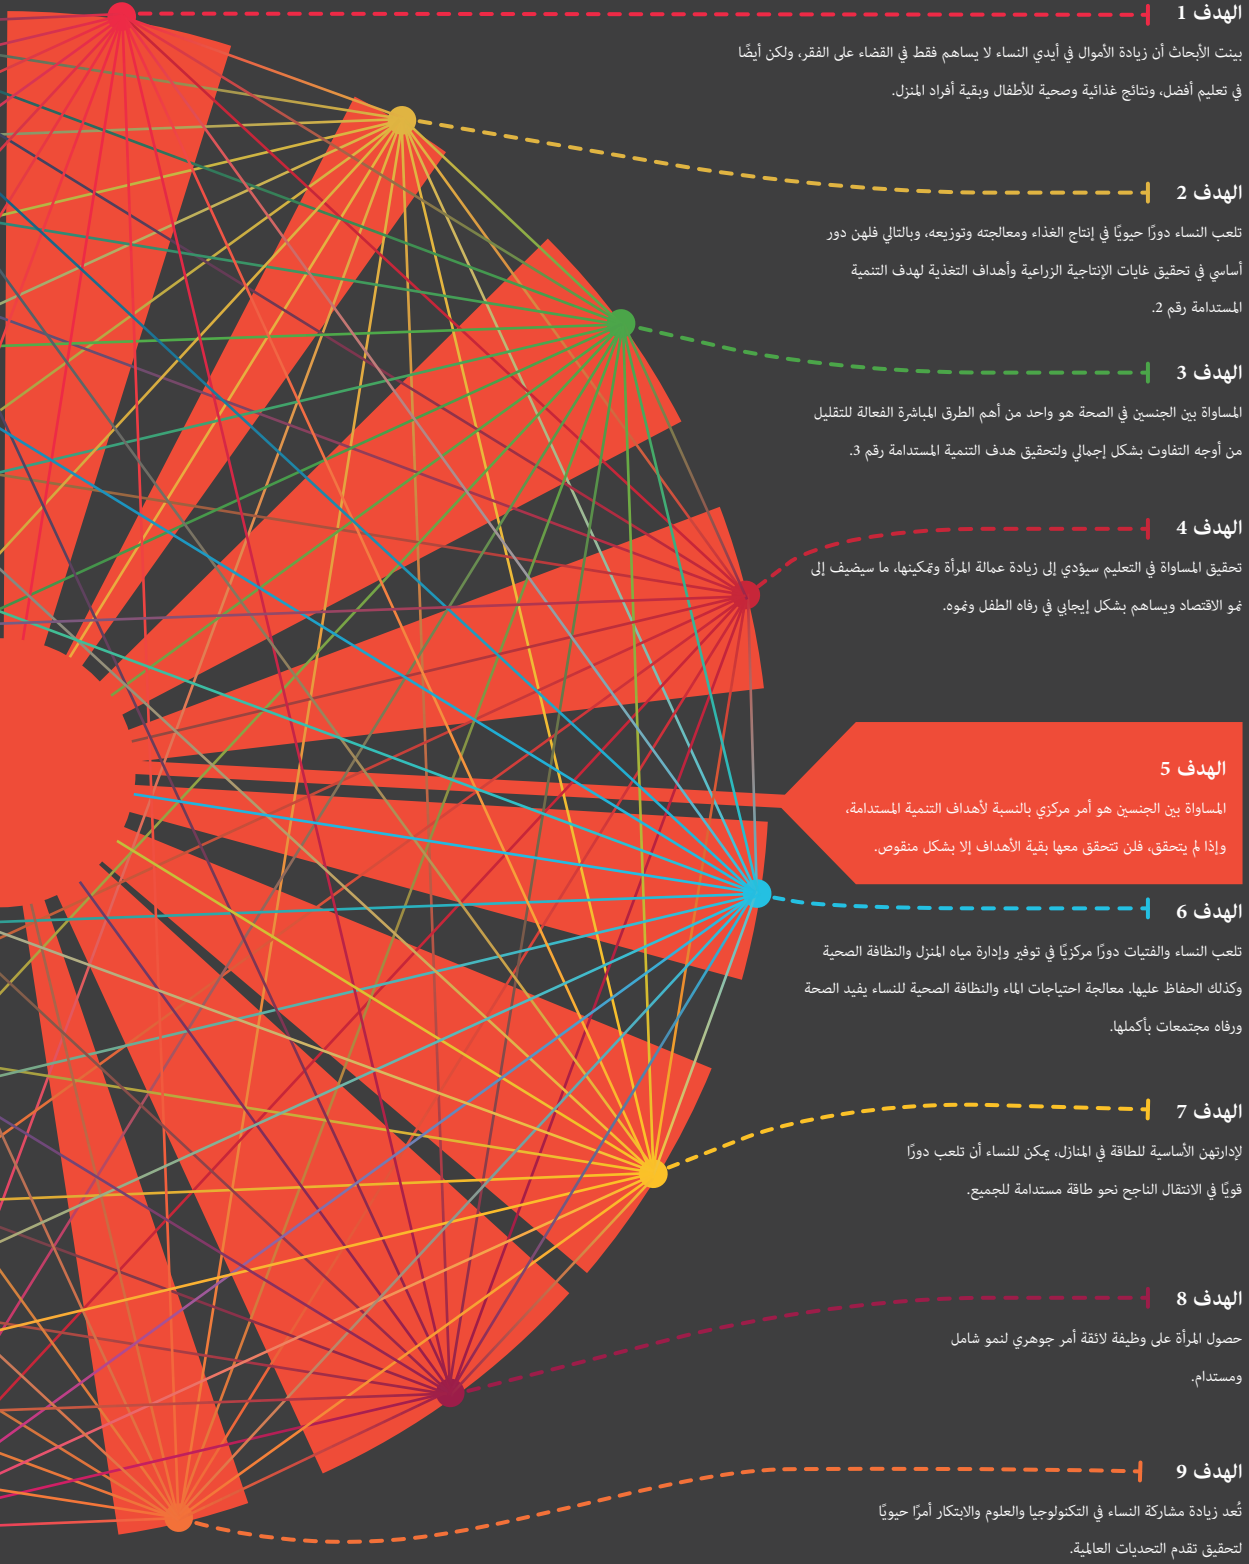 الهدف 1
بينت الأبحاث أن زيادة الأموال في أيدي النساء لا يساهم فقط في القضاء على الفقر، ولكن أيضًا
في تعليم أفضل، ونتائج غذائية وصحية للأطفال وبقية أفراد المنزل.
الهدف 2
تلعب النساء دورًا حيويًا في إنتاج الغذاء ومعالجته وتوزيعه، وبالتالي فلهن دور
أساسي في تحقيق غايات الإنتاجية الزراعية وأهداف التغذية لهدف التنمية
المستدامة رقم 2.
الهدف 3
المساواة بين الجنسين في الصحة هو واحد من أهم الطرق المباشرة الفعالة للتقليل
من أوجه التفاوت بشكل إجمالي ولتحقيق هدف التنمية المستدامة رقم 3.
الهدف 4
تحقيق المساواة في التعليم سيؤدي إلى زيادة عمالة المرأة وتمكينها، ما سيضيف إلى
نمو الاقتصاد ويساهم بشكل إيجابي في رفاه الطفل ونموه.
الهدف 5
المساواة بين الجنسين هو أمر مركزي بالنسبة لأهداف التنمية المستدامة،
وإذا لم يتحقق، فلن تتحقق معها بقية الأهداف إلا بشكل منقوص.
الهدف 6
تلعب النساء والفتيات دورًا مركزيًا في توفير وإدارة مياه المنزل والنظافة الصحية
وكذلك الحفاظ عليها. معالجة احتياجات الماء والنظافة الصحية للنساء يفيد الصحة
ورفاه مجتمعات بأكملها.
الهدف 7
لإدارتهن الأساسية للطاقة في المنازل، يمكن للنساء أن تلعب دورًا
قويًا في الانتقال الناجح نحو طاقة مستدامة للجميع.
الهدف 8
حصول المرأة على وظيفة لائقة أمر جوهري لنمو شامل
ومستدام.
الهدف 9
تُعد زيادة مشاركة النساء في التكنولوجيا والعلوم والابتكار أمرًا حيويًا
لتحقيق تقدم التحديات العالمية.